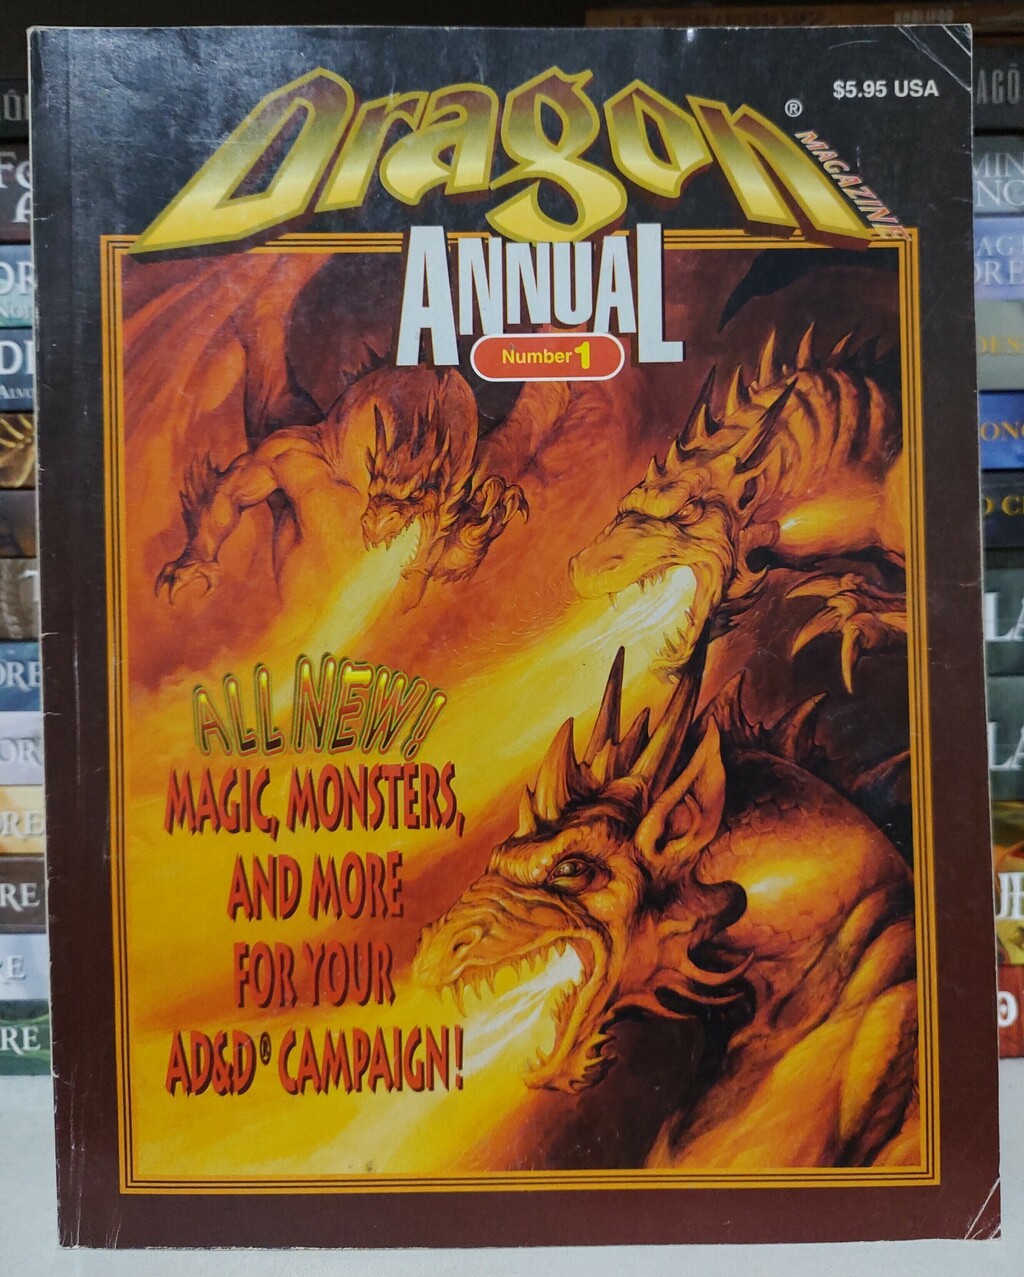 $5.95 USA
Dragon®
MAGAZINE
ANNUAL
Number 1
ALL NEW!
MAGIC, MONSTERS,
AND MORE
FOR YOUR
AD&D® CAMPAIGN!